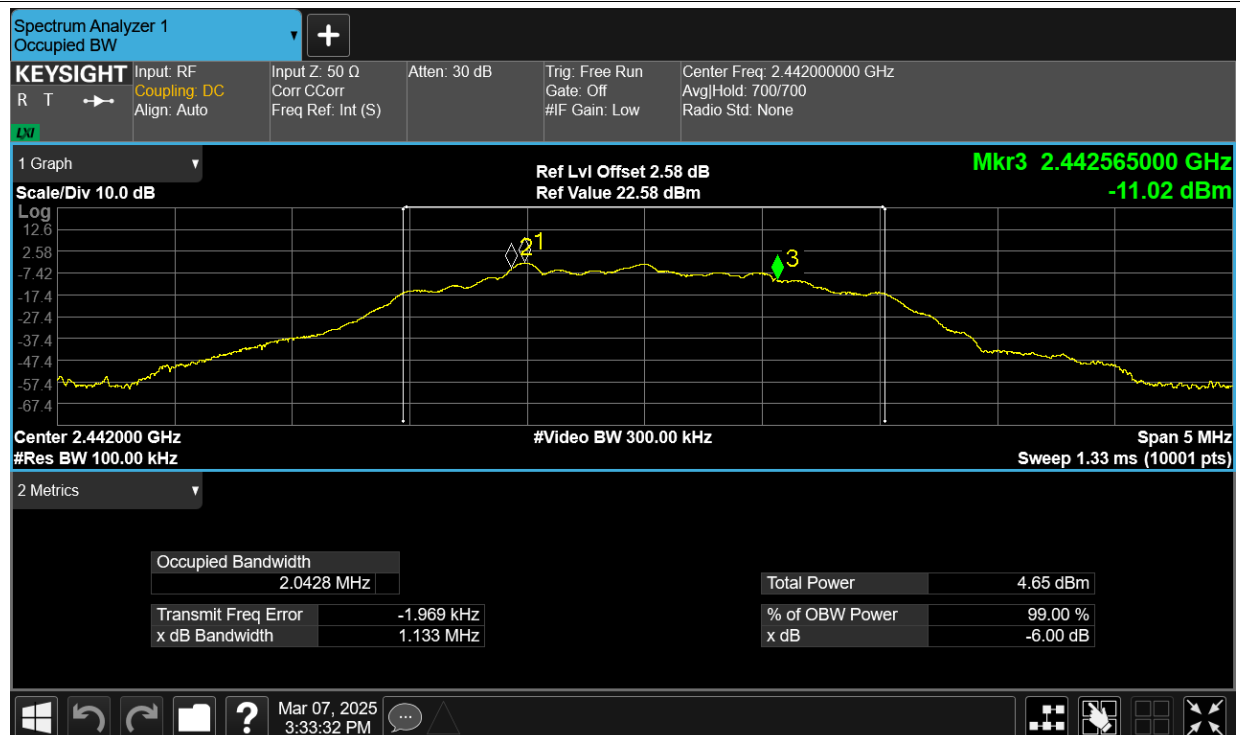 Spectrum Analyzer 1
Occupied BW
+
KEYSIGHT
R T
LXI
Input: RF
Coupling: DC
Align: Auto
Input Z: 50 Ω
Corr CCorr
Freq Ref: Int (S)
Atten: 30 dB
Trig: Free Run
Gate: Off
#IF Gain: Low
Center Freq: 2.442000000 GHz
Avg|Hold: 700/700
Radio Std: None
1 Graph
Scale/Div 10.0 dB
Ref Lvl Offset 2.58 dB
Ref Value 22.58 dBm
Mkr3 2.442565000 GHz
-11.02 dBm
Log
12.6
2.58
-7.42
-17.4
-27.4
-37.4
-47.4
-57.4
-67.4
2
1
3
Center 2.442000 GHz
#Res BW 100.00 kHz
#Video BW 300.00 kHz
Span 5 MHz
Sweep 1.33 ms (10001 pts)
2 Metrics
Occupied Bandwidth
2.0428 MHz
Transmit Freq Error -1.969 kHz
x dB Bandwidth 1.133 MHz
Total Power 4.65 dBm
% of OBW Power 99.00 %
x dB -6.00 dB
?
Mar 07, 2025
3:33:32 PM